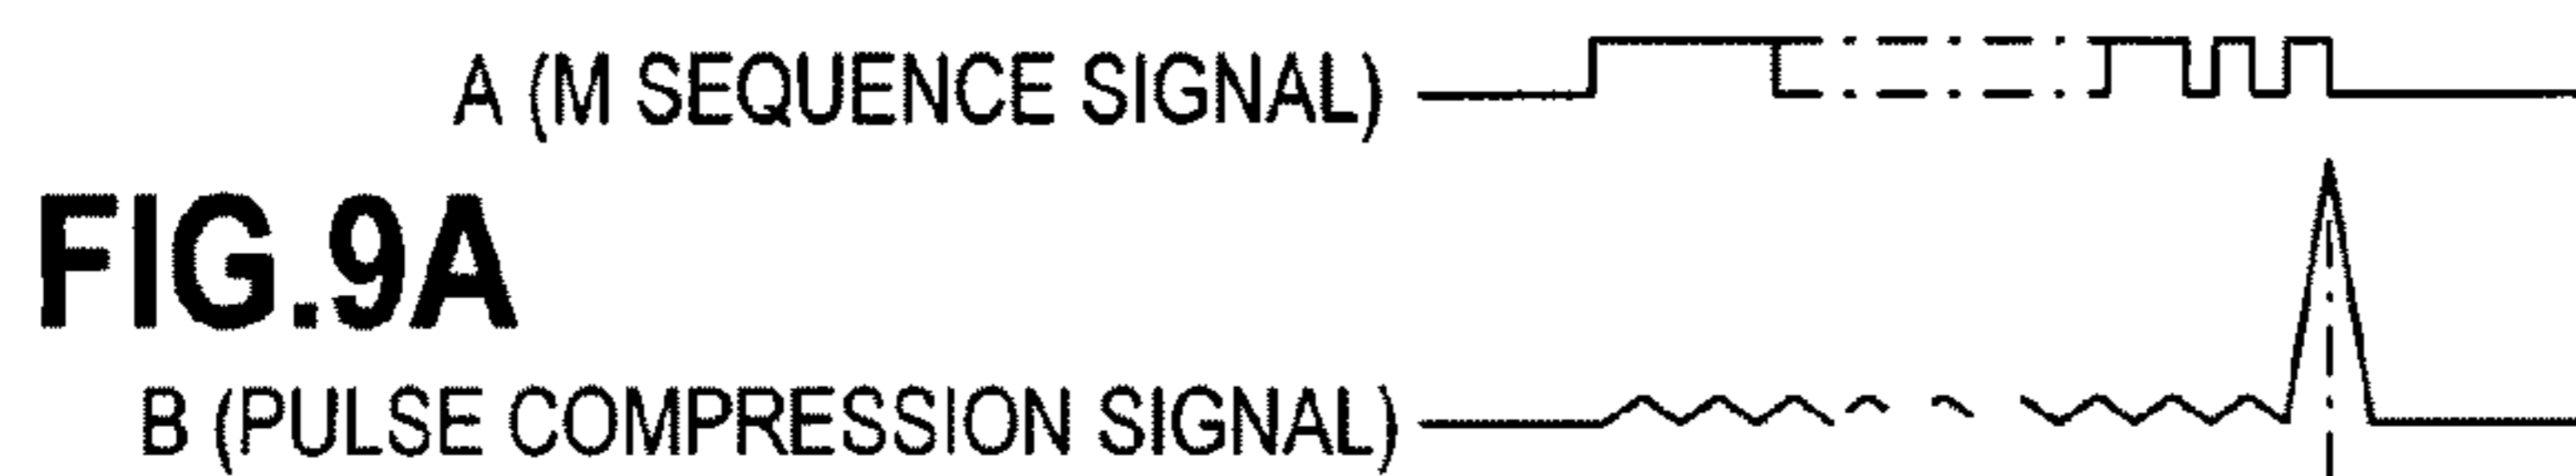 A (M SEQUENCE SIGNAL)
FIG.9A
B (PULSE COMPRESSION SIGNAL)